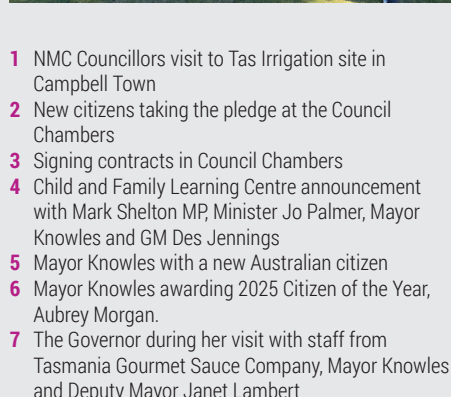 1 NMC Councillors visit to Tas Irrigation site in
Campbell Town
2 New citizens taking the pledge at the Council
Chambers
3 Signing contracts in Council Chambers
4 Child and Family Learning Centre announcement
with Mark Shelton MP, Minister Jo Palmer, Mayor
Knowles and GM Des Jennings
5 Mayor Knowles with a new Australian citizen
6 Mayor Knowles awarding 2025 Citizen of the Year,
Aubrey Morgan.
7 The Governor during her visit with staff from
Tasmania Gourmet Sauce Company, Mayor Knowles
and Deputy Mayor Janet Lambert